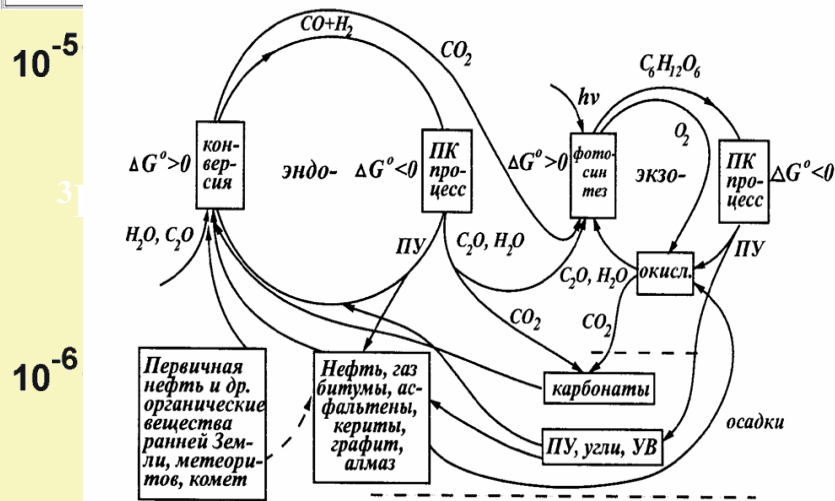 10⁻⁵
10⁻⁶
CO+H₂
CO₂
C₆H₁₂O₆
hν
O₂
ΔG°>0
кон-
вер-
сия
эндо-
ΔG°<0
ПК
про-
цесс
ΔG°>0
фото-
син
тез
экзо-
ПК
про-
цесс
ΔG°<0
³р
H₂O, C₂O
ПУ
C₂O, H₂O
C₂O, H₂O
окисл.
ПУ
CO₂
CO₂
Первичная
нефть и др.
органические
вещества
ранней Зем-
ли, метеори-
тов, комет
Нефть, газ
битумы, ас-
фальтены,
кериты,
графит,
алмаз
карбонаты
ПУ, угли, УВ
осадки